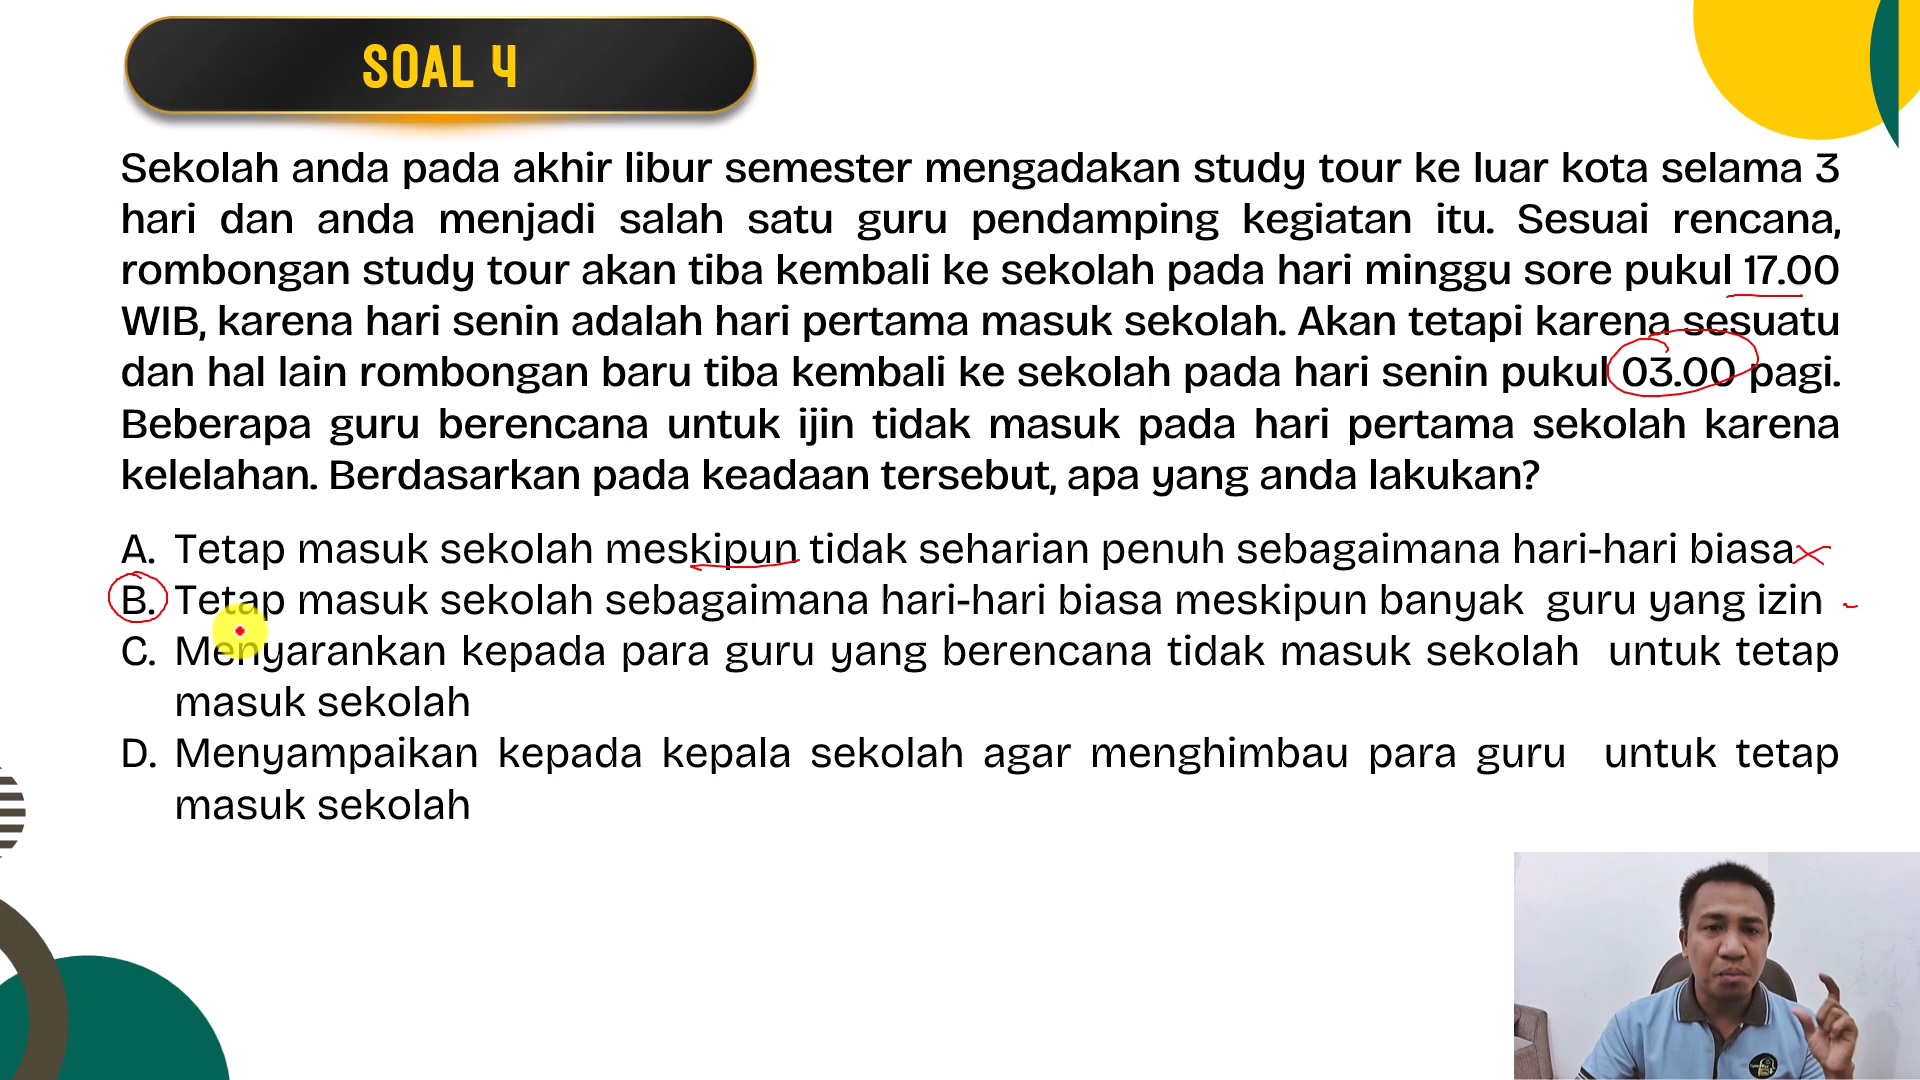 SOAL 4
Sekolah anda pada akhir libur semester mengadakan study tour ke luar kota selama 3
hari dan anda menjadi salah satu guru pendamping kegiatan itu. Sesuai rencana,
rombongan study tour akan tiba kembali ke sekolah pada hari minggu sore pukul 17.00
WIB, karena hari senin adalah hari pertama masuk sekolah. Akan tetapi karena sesuatu
dan hal lain rombongan baru tiba kembali ke sekolah pada hari senin pukul 03.00 pagi.
Beberapa guru berencana untuk ijin tidak masuk pada hari pertama sekolah karena
kelelahan. Berdasarkan pada keadaan tersebut, apa yang anda lakukan?
A. Tetap masuk sekolah meskipun tidak seharian penuh sebagaimana hari-hari biasa
B. Tetap masuk sekolah sebagaimana hari-hari biasa meskipun banyak guru yang izin
C. Menyarankan kepada para guru yang berencana tidak masuk sekolah untuk tetap
masuk sekolah
D. Menyampaikan kepada kepala sekolah agar menghimbau para guru untuk tetap
masuk sekolah